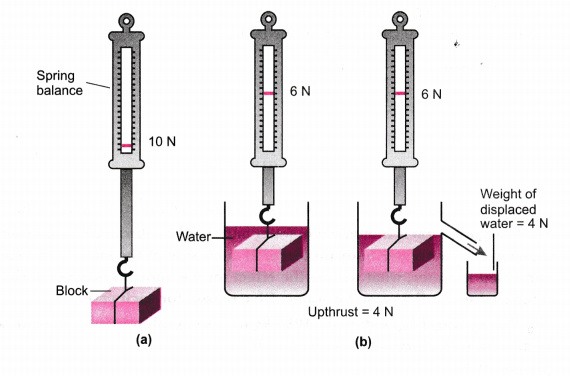 Spring
balance
10 N
Block
(a)
6 N
6 N
Water
Weight of
displaced
water = 4 N
Upthrust = 4 N
(b)